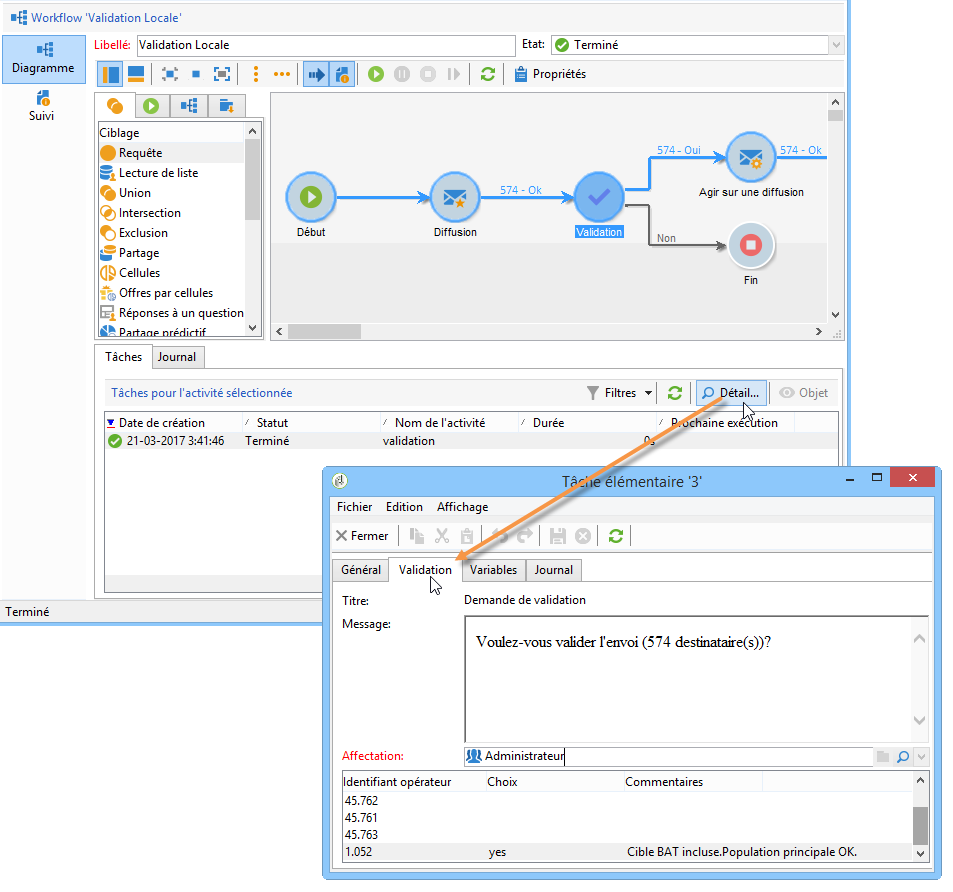 Workflow 'Validation Locale'
Diagramme
Suivi
Libellé: Validation Locale Etat: Terminé
Propriétés
Ciblage
Requête
Lecture de liste
Union
Intersection
Exclusion
Partage
Cellules
Offres par cellules
Réponses à un question
Partage prédictif
Début
Diffusion
574 - Ok
Validation
574 - Oui
Agir sur une diffusion
574 - Ok
Non
Fin
Tâches Journal
Tâches pour l'activité sélectionnée Filtres Détail... Objet
Date de création Statut Nom de l'activité Durée Prochaine exécution
21-03-2017 3:41:46 Terminé validation 0s
Terminé
Tâche élémentaire '3'
Fichier Edition Affichage
Fermer
Général Validation Variables Journal
Titre: Demande de validation
Message:
Voulez-vous valider l'envoi (574 destinataire(s))?
Affectation: Administrateur
Identifiant opérateur Choix Commentaires
45.762
45.761
45.763
1.052 yes Cible BAT incluse.Population principale OK.